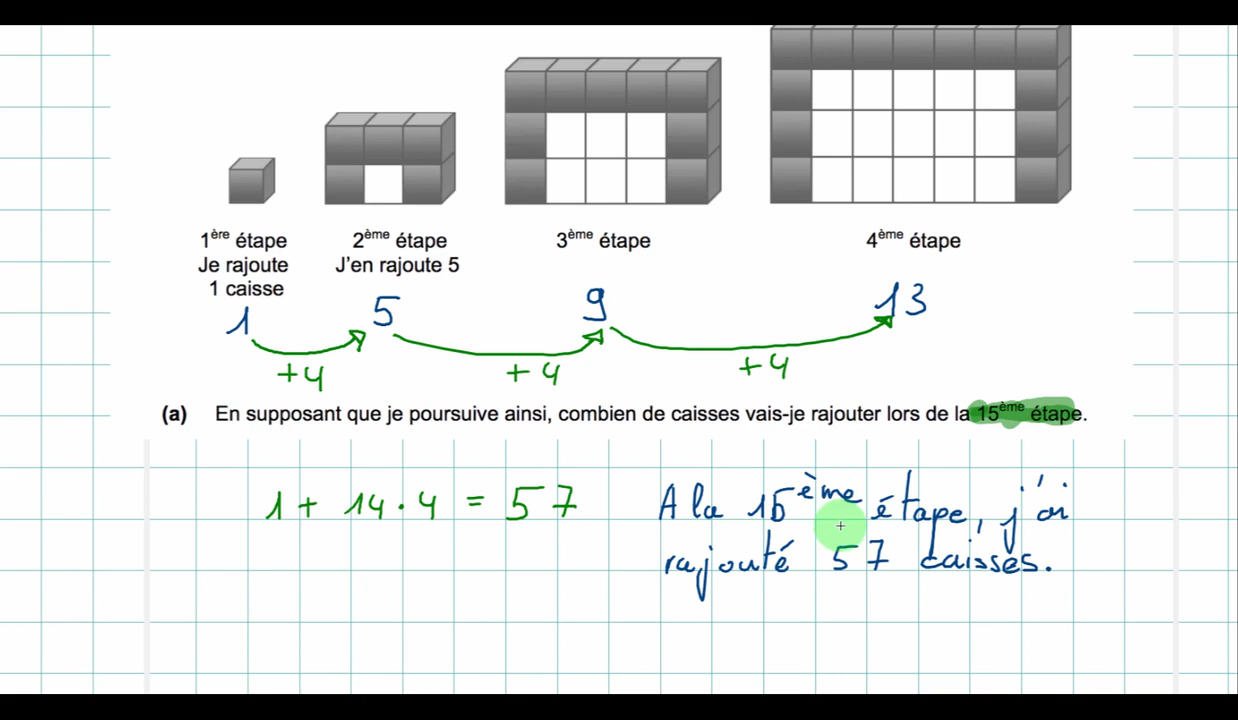 1ère étape
Je rajoute
1 caisse
2ème étape
J'en rajoute 5
3ème étape
4ème étape
1 5 9 13
+4 +4 +4
(a) En supposant que je poursuive ainsi, combien de caisses vais-je rajouter lors de la 15ème étape.
1 + 14 . 4 = 57
A la 15ème étape, j'ai
rajouté 57 caisses.